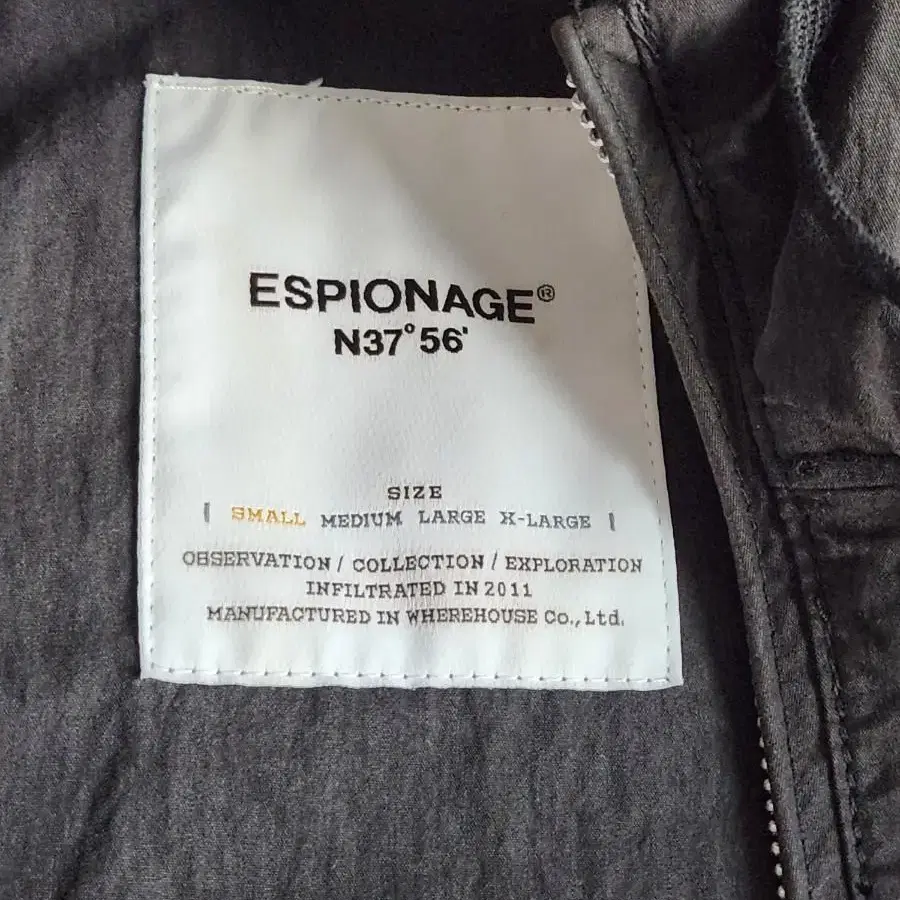 ESPIONAGE®
N37°56'
SIZE
| SMALL MEDIUM LARGE X-LARGE |
OBSERVATION / COLLECTION / EXPLORATION
INFILTRATED IN 2011
MANUFACTURED IN WHEREHOUSE Co., Ltd.